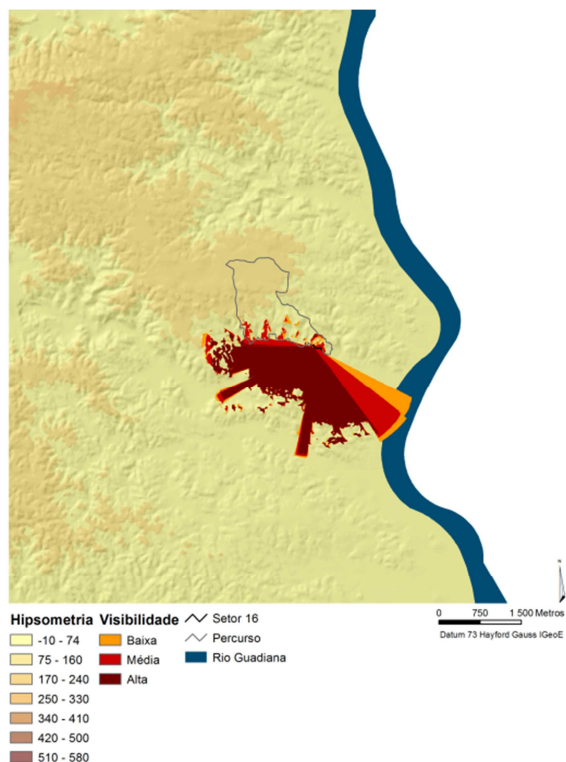 N
0 750 1 500 Metros
Datum 73 Hayford Gauss IGeoE
Hipsometria
-10 - 74
75 - 160
170 - 240
250 - 330
340 - 410
420 - 500
510 - 580
Visibilidade
Baixa
Média
Alta
Setor 16
Percurso
Rio Guadiana